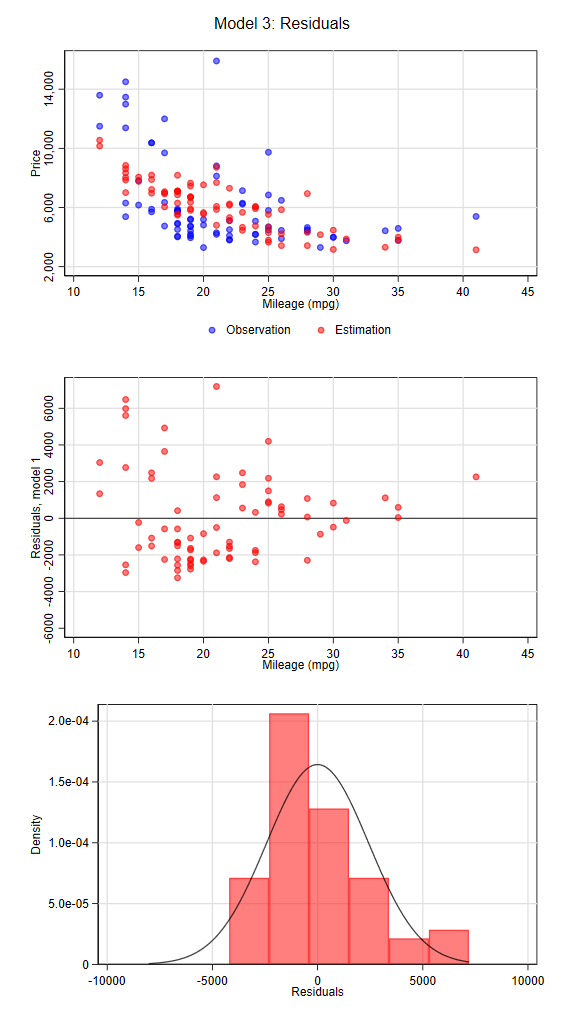 Model 3: Residuals
Price
14,000
10,000
6,000
2,000
10 15 20 25 30 35 40 45
Mileage (mpg)
Observation Estimation
Residuals, model 1
6000
4000
2000
0
-2000
-4000
-6000
10 15 20 25 30 35 40 45
Mileage (mpg)
Density
2.0e-04
1.5e-04
1.0e-04
5.0e-05
0
-10000 -5000 0 5000 10000
Residuals